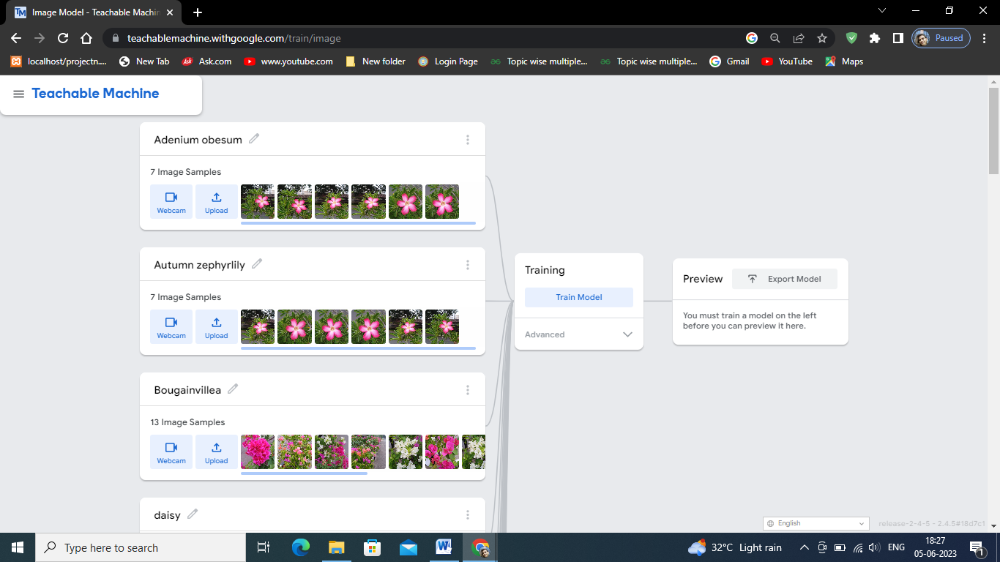 TM Image Model - Teachable Machin
teachablemachine.withgoogle.com/train/image
Paused
localhost/projectn...
New Tab
Ask
Ask.com
www.youtube.com
New folder
Login Page
Topic wise multiple...
Topic wise multiple...
Gmail
YouTube
Maps
Teachable Machine
Adenium obesum
7 Image Samples
Webcam
Upload
Autumn zephyrlily
7 Image Samples
Webcam
Upload
Bougainvillea
13 Image Samples
Webcam
Upload
daisy
Training
Train Model
Advanced
Preview
Export Model
You must train a model on the left
before you can preview it here.
English
release-2-4-5 - 2.4.5#18d7c1
Type here to search
32°C Light rain
ENG
18:27
05-06-2023
1